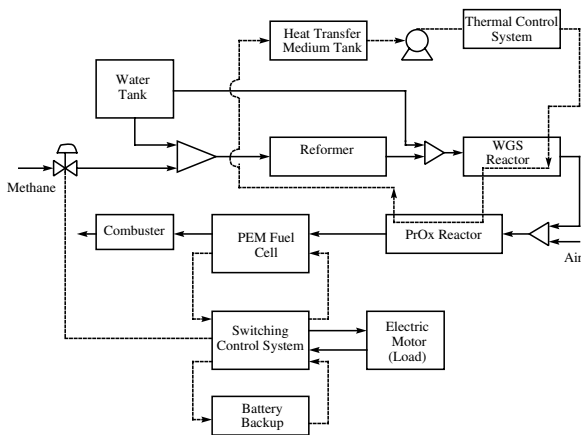 Heat Transfer
Medium Tank
Thermal Control
System
Water
Tank
Reformer
WGS
Reactor
Methane
Combuster
PEM Fuel
Cell
PrOx Reactor
Air
Switching
Control System
Electric
Motor
(Load)
Battery
Backup